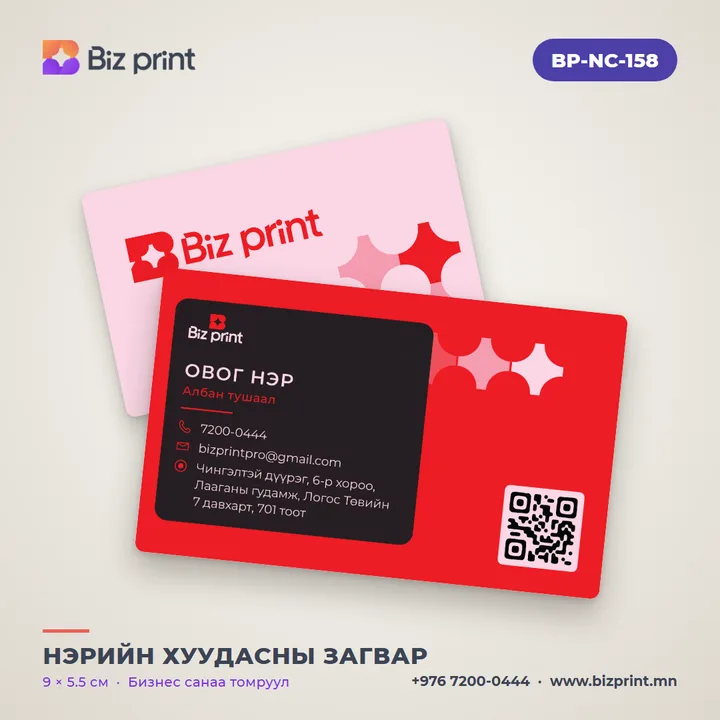 Biz print
BP-NC-158
Biz print
Biz print
ОВОГ НЭР
Албан тушаал
7200-0444
bizprintpro@gmail.com
Чингэлтэй дүүрэг, 6-р хороо,
Лааганы гудамж, Логос Төвийн
7 давхарт, 701 тоот
НЭРИЙН ХУУДАСНЫ ЗАГВАР
9 × 5.5 см · Бизнес санаа томруул
+976 7200-0444 · www.bizprint.mn